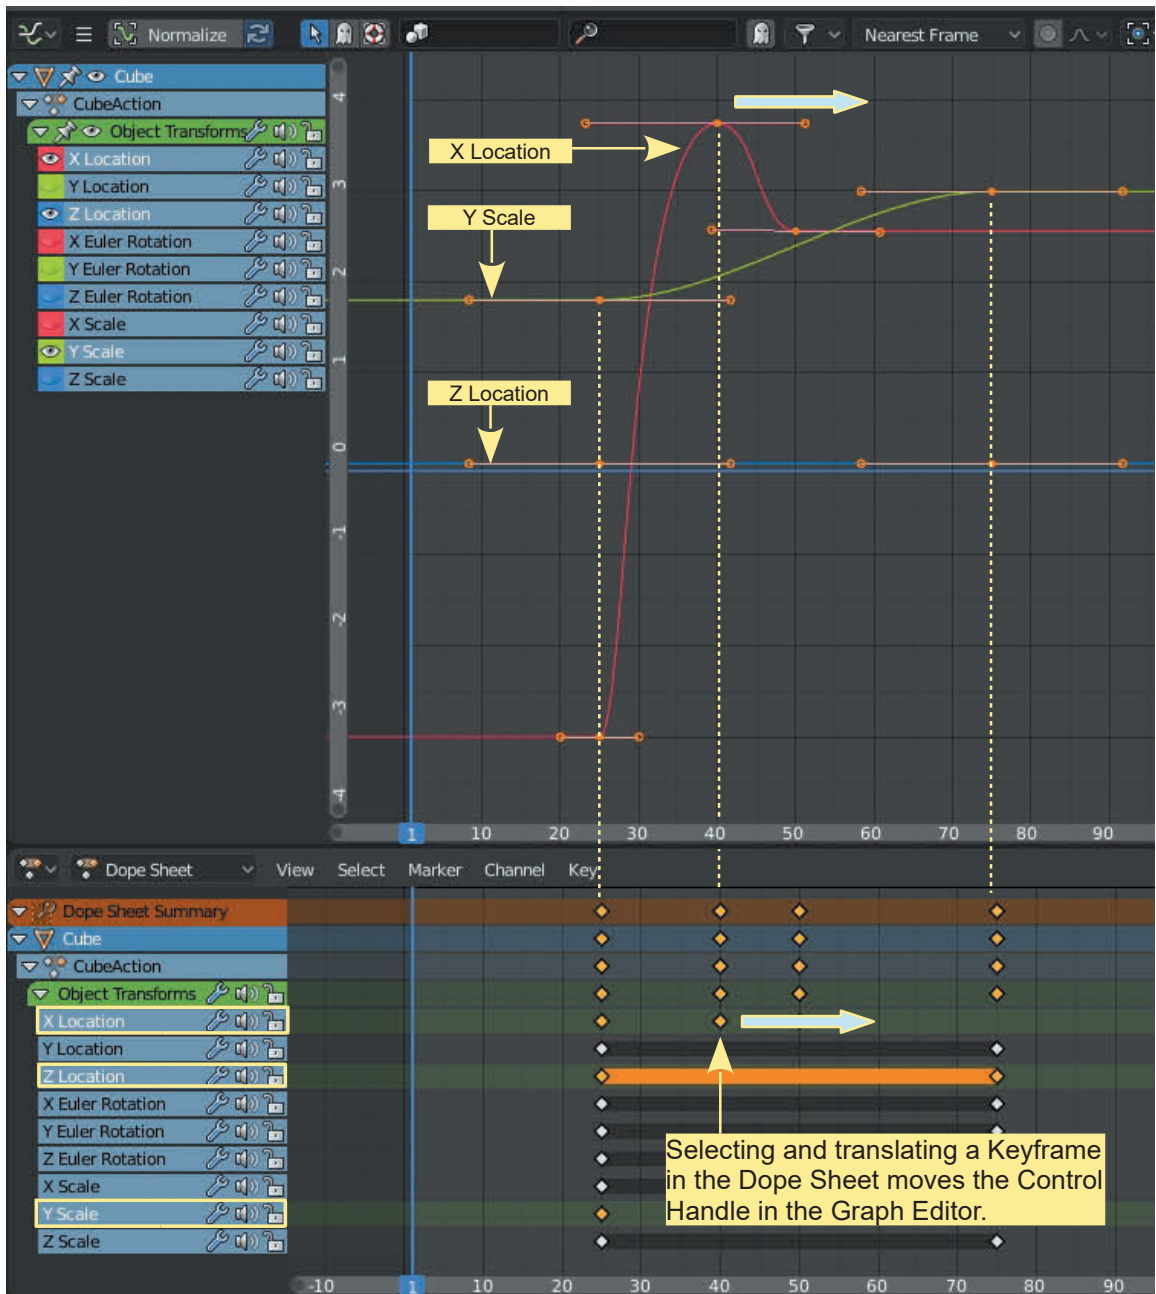 Normalize
Nearest Frame
Cube
CubeAction
Object Transforms
X Location
Y Location
Z Location
X Euler Rotation
Y Euler Rotation
Z Euler Rotation
X Scale
Y Scale
Z Scale
4
3
2
1
0
-1
-2
-3
-4
X Location
Y Scale
Z Location
1 10 20 30 40 50 60 70 80 90
Dope Sheet View Select Marker Channel Key
Dope Sheet Summary
Cube
CubeAction
Object Transforms
X Location
Y Location
Z Location
X Euler Rotation
Y Euler Rotation
Z Euler Rotation
X Scale
Y Scale
Z Scale
Selecting and translating a Keyframe
in the Dope Sheet moves the Control
Handle in the Graph Editor.
-10 1 10 20 30 40 50 60 70 80 90